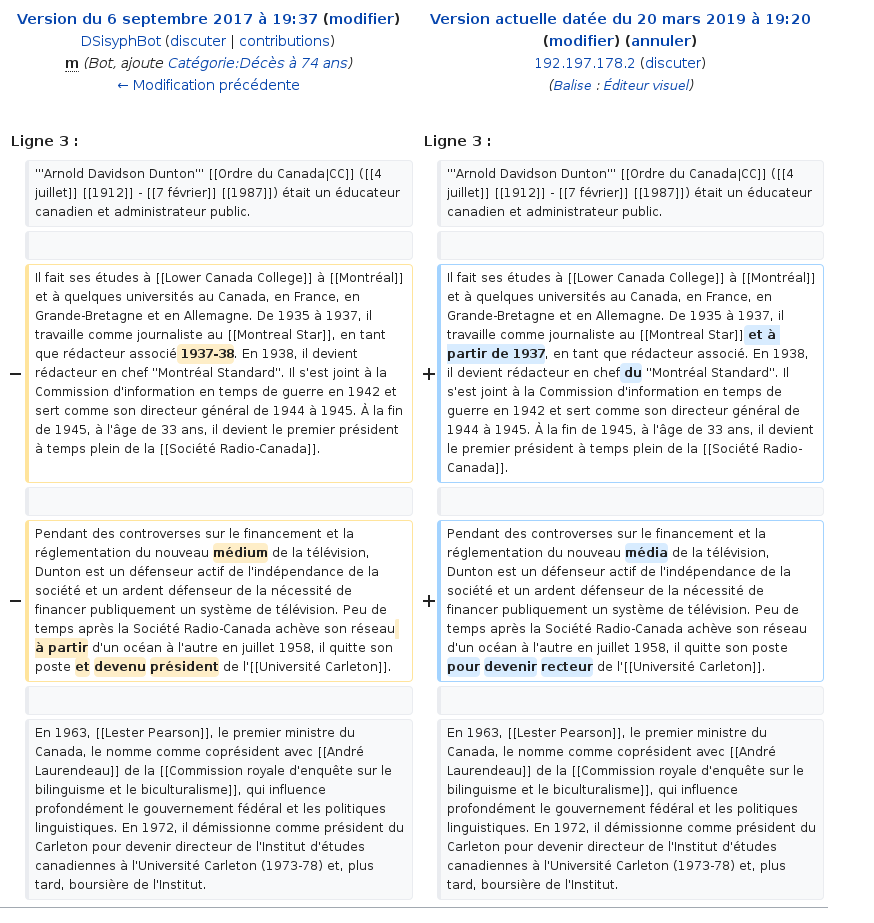 Version du 6 septembre 2017 à 19:37 (modifier)
DSisyphBot (discuter | contributions)
m (Bot, ajoute Catégorie:Décès à 74 ans)
← Modification précédente
Version actuelle datée du 20 mars 2019 à 19:20
(modifier) (annuler)
192.197.178.2 (discuter)
(Balise : Éditeur visuel)
Ligne 3 :
Ligne 3 :
'''Arnold Davidson Dunton''' [[Ordre du Canada|CC]] ([[4
juillet]] [[1912]] - [[7 février]] [[1987]]) était un éducateur
canadien et administrateur public.
'''Arnold Davidson Dunton''' [[Ordre du Canada|CC]] ([[4
juillet]] [[1912]] - [[7 février]] [[1987]]) était un éducateur
canadien et administrateur public.
−
Il fait ses études à [[Lower Canada College]] à [[Montréal]]
et à quelques universités au Canada, en France, en
Grande-Bretagne et en Allemagne. De 1935 à 1937, il
travaille comme journaliste au [[Montreal Star]], en tant
que rédacteur associé 1937-38. En 1938, il devient
rédacteur en chef ''Montréal Standard''. Il s'est joint à la
Commission d'information en temps de guerre en 1942 et
sert comme son directeur général de 1944 à 1945. À la fin
de 1945, à l'âge de 33 ans, il devient le premier président
à temps plein de la [[Société Radio-Canada]].
+
Il fait ses études à [[Lower Canada College]] à [[Montréal]]
et à quelques universités au Canada, en France, en
Grande-Bretagne et en Allemagne. De 1935 à 1937, il
travaille comme journaliste au [[Montreal Star]] et à
partir de 1937, en tant que rédacteur associé. En 1938,
il devient rédacteur en chef du ''Montréal Standard''. Il
s'est joint à la Commission d'information en temps de
guerre en 1942 et sert comme son directeur général de
1944 à 1945. À la fin de 1945, à l'âge de 33 ans, il devient
le premier président à temps plein de la [[Société Radio-
Canada]].
−
Pendant des controverses sur le financement et la
réglementation du nouveau médium de la télévision,
Dunton est un défenseur actif de l'indépendance de la
société et un ardent défenseur de la nécessité de
financer publiquement un système de télévision. Peu de
temps après la Société Radio-Canada achève son réseau
à partir d'un océan à l'autre en juillet 1958, il quitte son
poste et devenu président de l'[[Université Carleton]].
+
Pendant des controverses sur le financement et la
réglementation du nouveau média de la télévision,
Dunton est un défenseur actif de l'indépendance de la
société et un ardent défenseur de la nécessité de
financer publiquement un système de télévision. Peu de
temps après la Société Radio-Canada achève son réseau
d'un océan à l'autre en juillet 1958, il quitte son poste
pour devenir recteur de l'[[Université Carleton]].
En 1963, [[Lester Pearson]], le premier ministre du
Canada, le nomme comme coprésident avec [[André
Laurendeau]] de la [[Commission royale d'enquête sur le
bilinguisme et le biculturalisme]], qui influence
profondément le gouvernement fédéral et les politiques
linguistiques. En 1972, il démissionne comme président du
Carleton pour devenir directeur de l'Institut d'études
canadiennes à l'Université Carleton (1973-78) et, plus
tard, boursière de l'Institut.
En 1963, [[Lester Pearson]], le premier ministre du
Canada, le nomme comme coprésident avec [[André
Laurendeau]] de la [[Commission royale d'enquête sur le
bilinguisme et le biculturalisme]], qui influence
profondément le gouvernement fédéral et les politiques
linguistiques. En 1972, il démissionne comme président du
Carleton pour devenir directeur de l'Institut d'études
canadiennes à l'Université Carleton (1973-78) et, plus
tard, boursière de l'Institut.